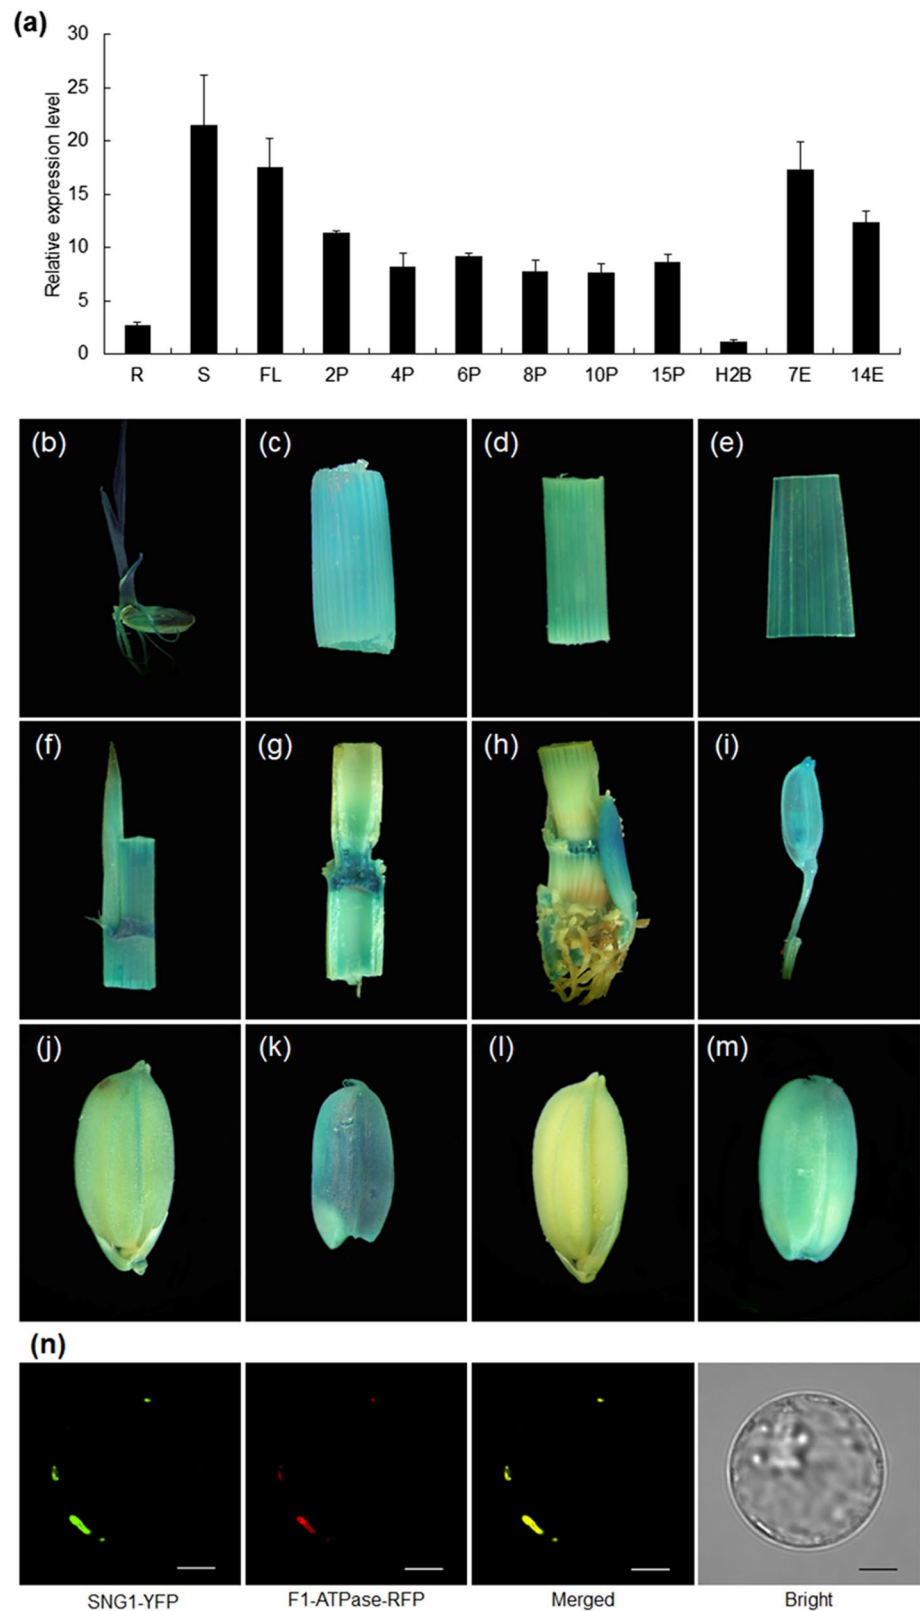 (a)
30
25
20
15
10
5
0
Relative expression level
R S FL 2P 4P 6P 8P 10P 15P H2B 7E 14E
(b) (c) (d) (e)
(f) (g) (h) (i)
(j) (k) (l) (m)
(n)
SNG1-YFP F1-ATPase-RFP Merged Bright